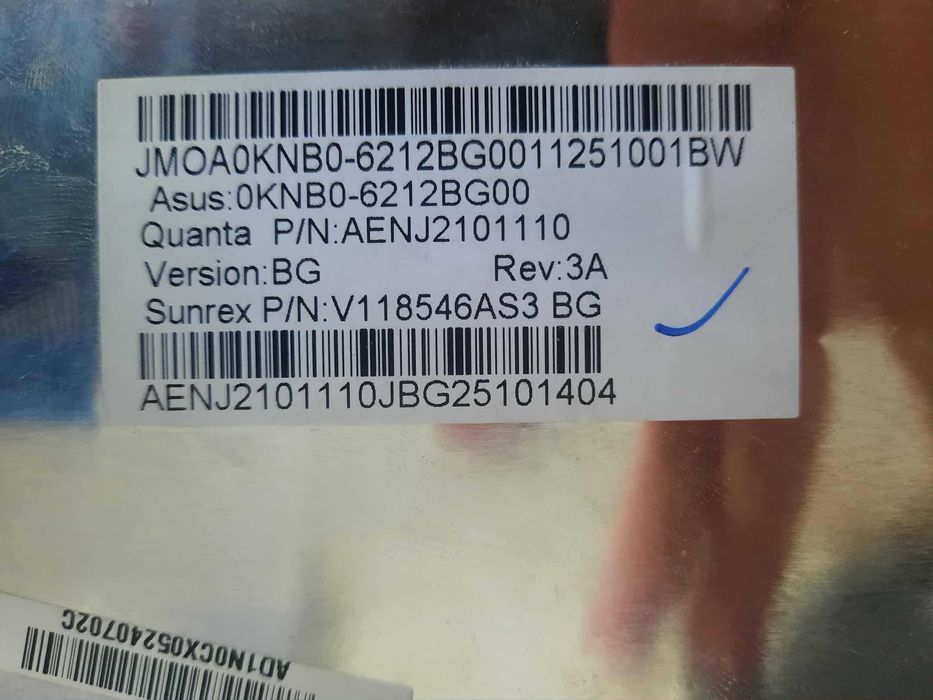 JMOA0KNB0-6212BG0011251001BW
Asus:0KNB0-6212BG00
Quanta P/N:AENJ2101110
Version:BG Rev:3A
Sunrex P/N:V118546AS3 BG
AENJ2101110JBG25101404
AD1N0CX05240702C